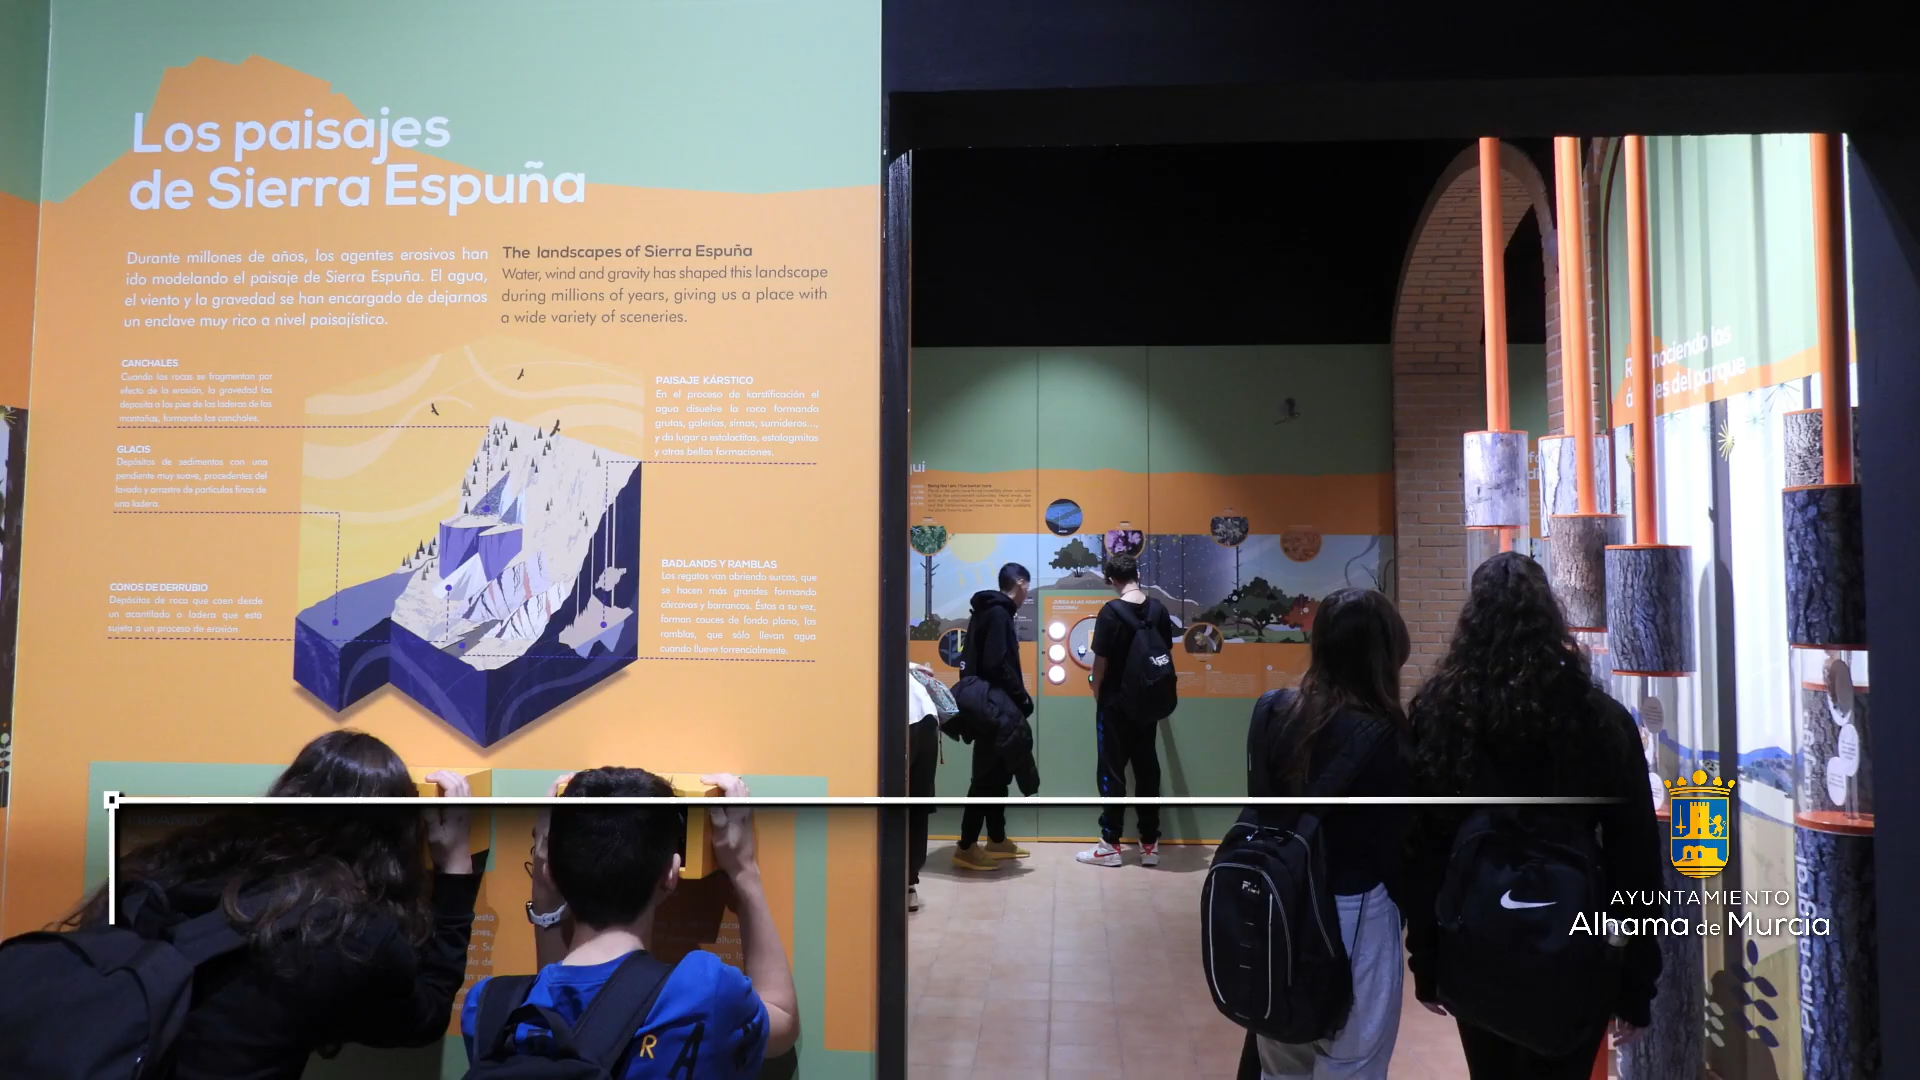 Los paisajes
de Sierra Espuña
Durante millones de años, los agentes erosivos han
ido modelando el paisaje de Sierra Espuña. El agua,
el viento y la gravedad se han encargado de dejarnos
un enclave muy rico a nivel paisajístico.
The landscapes of Sierra Espuña
Water, wind and gravity has shaped this landscape
during millions of years, giving us a place with
a wide variety of sceneries.
CANCHALES
Cuando las rocas se fragmentan por
efecto de la erosión, la gravedad las
deposita a los pies de las laderas de las
montañas, formando los canchales.
GLACIS
Depósitos de sedimentos con una
pendiente muy suave, procedentes del
lavado y arrastre de partículas finas de
una ladera.
CONOS DE DERRUBIO
Depósitos de roca que caen desde
un acantilado o ladera que está
sujeta a un proceso de erosión
PAISAJE KÁRSTICO
En el proceso de karstificación el
agua disuelve la roca formando
grutas, galerías, simas, sumideros...,
y da lugar a estalactitas, estalagmitas
y otras bellas formaciones.
BADLANDS Y RAMBLAS
Los regatos van abriendo surcos, que
se hacen más grandes formando
cárcavas y barrancos. Éstos a su vez,
forman cauces de fondo plano, las
ramblas, que sólo llevan agua
cuando llueve torrencialmente.
del parque
Pino negral
AYUNTAMIENTO
Alhama de Murcia